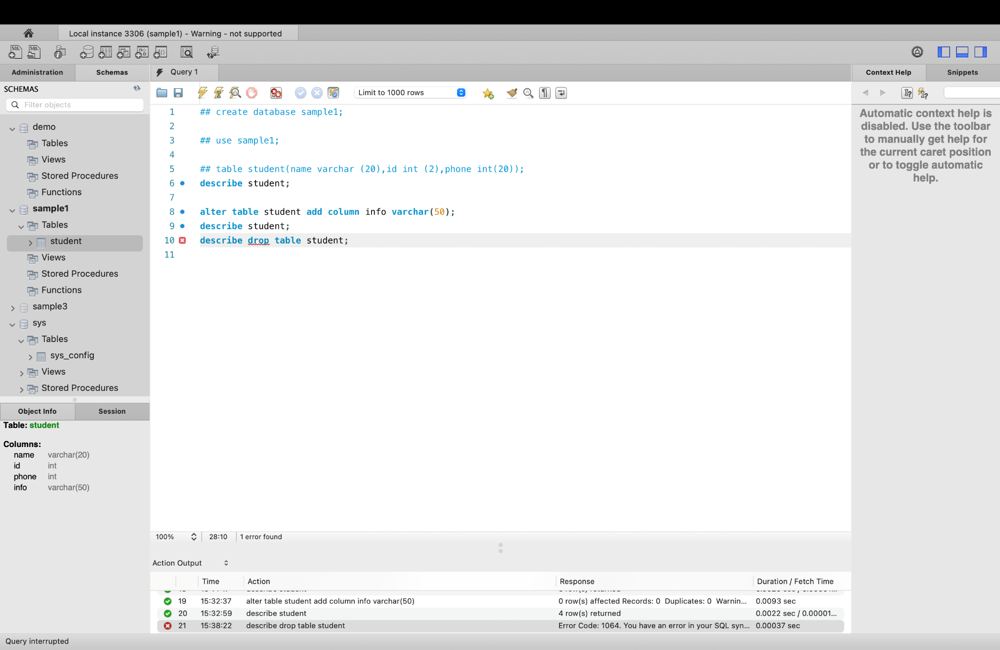 Local instance 3306 (sample1) - Warning - not supported
SQL SQL
Administration Schemas
Query 1
Context Help Snippets
SCHEMAS
Filter objects
Limit to 1000 rows
demo
Tables
Views
Stored Procedures
Functions
sample1
Tables
student
Views
Stored Procedures
Functions
sample3
sys
Tables
sys_config
Views
Stored Procedures
Object Info Session
Table: student
Columns:
name varchar(20)
id int
phone int
info varchar(50)
1 ## create database sample1;
2
3 ## use sample1;
4
5 ## table student(name varchar (20),id int (2),phone int(20));
6 describe student;
7
8 alter table student add column info varchar(50);
9 describe student;
10 describe drop table student;
11
Automatic context help is
disabled. Use the toolbar
to manually get help for
the current caret position
or to toggle automatic
help.
100% 28:10 1 error found
Action Output
Time Action Response Duration / Fetch Time
19 15:32:37 alter table student add column info varchar(50) 0 row(s) affected Records: 0 Duplicates: 0 Warnin... 0.0093 sec
20 15:32:59 describe student 4 row(s) returned 0.0022 sec / 0.00001...
21 15:38:22 describe drop table student Error Code: 1064. You have an error in your SQL syn... 0.00037 sec
Query interrupted